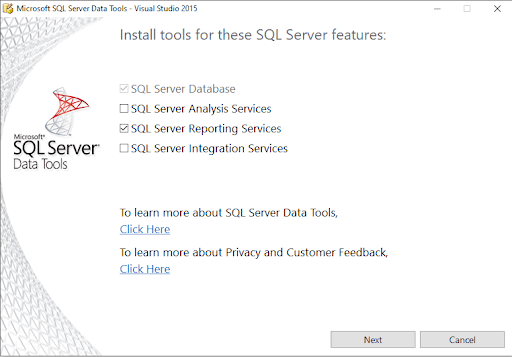 Microsoft SQL Server Data Tools - Visual Studio 2015
Install tools for these SQL Server features:
SQL Server Database
SQL Server Analysis Services
SQL Server Reporting Services
SQL Server Integration Services
Microsoft®
SQL Server®
Data Tools
To learn more about SQL Server Data Tools,
Click Here
To learn more about Privacy and Customer Feedback,
Click Here
Next
Cancel